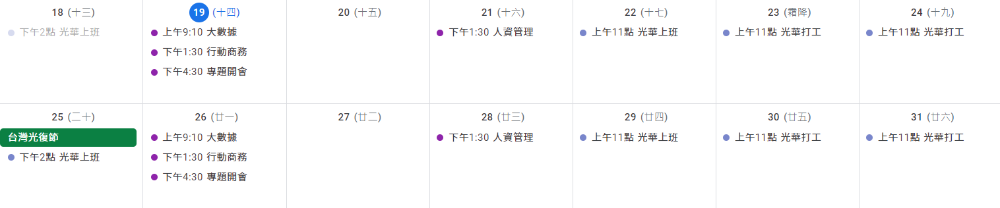 18 (十三)
下午2點 光華上班
19 (十四)
上午9:10 大數據
下午1:30 行動商務
下午4:30 專題開會
20 (十五)
21 (十六)
下午1:30 人資管理
22 (十七)
上午11點 光華上班
23 (霜降)
上午11點 光華打工
24 (十九)
上午11點 光華打工
25 (二十)
台灣光復節
下午2點 光華上班
26 (廿一)
上午9:10 大數據
下午1:30 行動商務
下午4:30 專題開會
27 (廿二)
28 (廿三)
下午1:30 人資管理
29 (廿四)
上午11點 光華上班
30 (廿五)
上午11點 光華打工
31 (廿六)
上午11點 光華打工